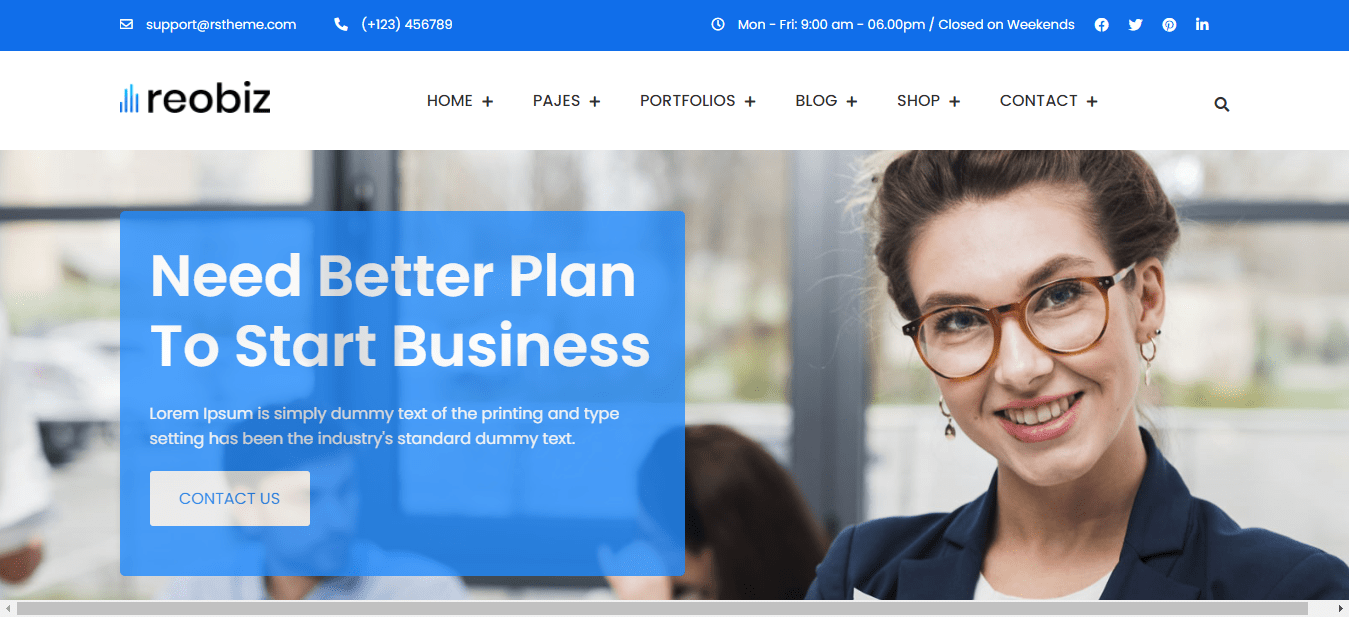 support@rstheme.com (+123) 456789 Mon - Fri: 9:00 am - 06.00pm / Closed on Weekends
reobiz HOME + PAJES + PORTFOLIOS + BLOG + SHOP + CONTACT +
Need Better Plan
To Start Business
Lorem Ipsum is simply dummy text of the printing and type
setting has been the industry's standard dummy text.
CONTACT US